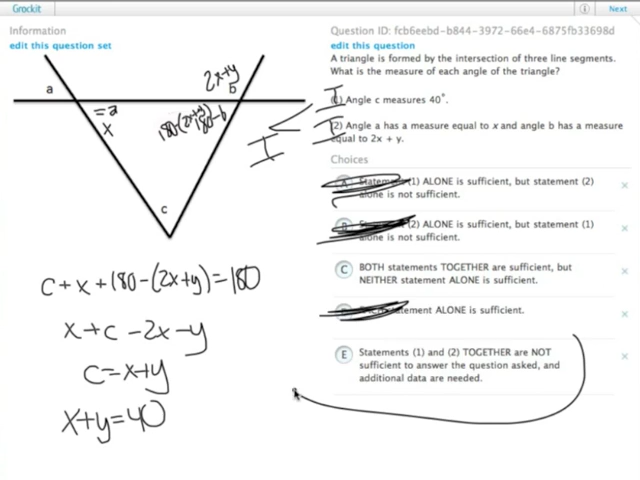 Grockit
Next
Information
edit this question set
Question ID: fcb6eebd-b844-3972-66e4-6875fb33698d
edit this question
A triangle is formed by the intersection of three line segments.
What is the measure of each angle of the triangle?
(1) Angle c measures 40°.
(2) Angle a has a measure equal to x and angle b has a measure
equal to 2x + y.
Choices
(1) ALONE is sufficient, but statement (2)
alone is not sufficient.
(2) ALONE is sufficient, but statement (1)
alone is not sufficient.
C BOTH statements TOGETHER are sufficient, but
NEITHER statement ALONE is sufficient.
statement ALONE is sufficient.
E Statements (1) and (2) TOGETHER are NOT
sufficient to answer the question asked, and
additional data are needed.
a
2x+y
b
=a
x
180-(2x+y)
180-b
I
I
I
c
C+x+180-(2x+y)=180
x+c-2x-y
C=x+y
x+y=40